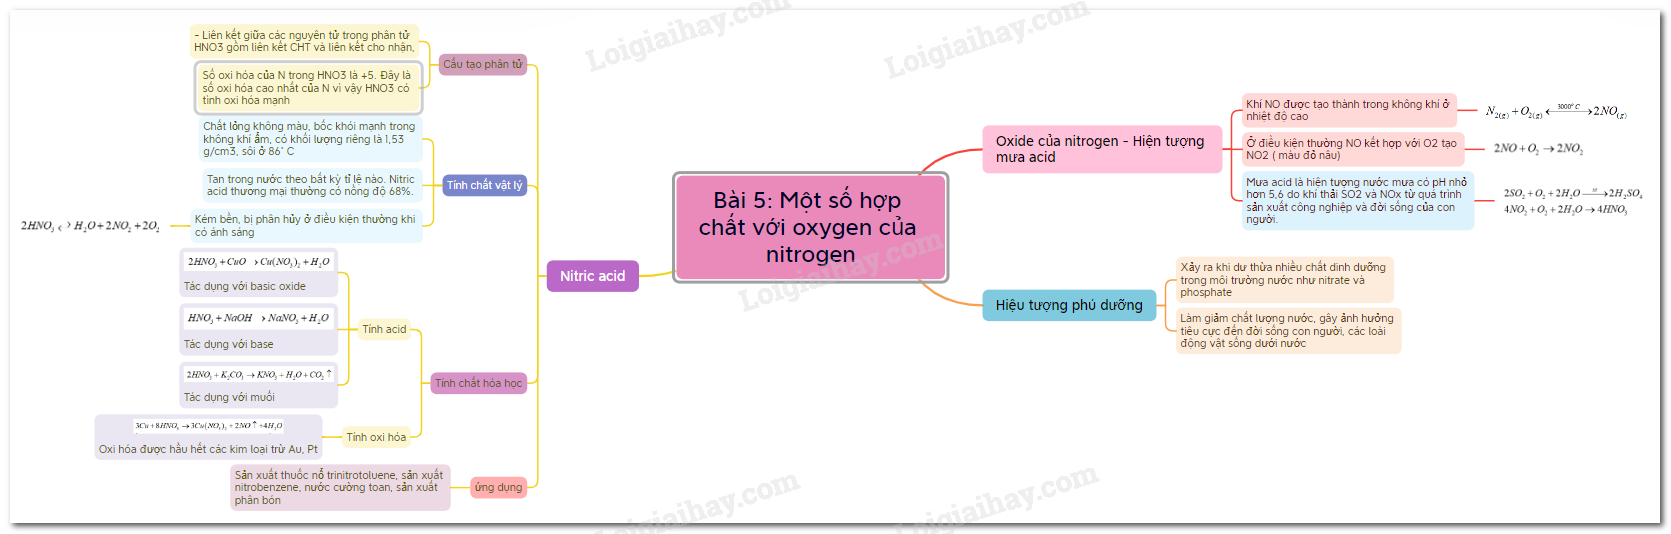 Bài 5: Một số hợp
chất với oxygen của
nitrogen
Oxide của nitrogen - Hiện tượng
mưa acid
Khí NO được tạo thành trong không khí ở
nhiệt độ cao
N2(g) + O2(g) ⟷ 3000° C 2NO(g)
Ở điều kiện thường NO kết hợp với O2 tạo
NO2 ( màu đỏ nâu)
2NO + O2 → 2NO2
Mưa acid là hiện tượng nước mưa có pH nhỏ
hơn 5,6 do khí thải SO2 và NOx từ quá trình
sản xuất công nghiệp và đời sống của con
người.
2SO2 + O2 + 2H2O → 2H2SO4
4NO2 + O2 + 2H2O → 4HNO3
Hiệu tượng phú dưỡng
Xảy ra khi dư thừa nhiều chất dinh dưỡng
trong môi trường nước như nitrate và
phosphate
Làm giảm chất lượng nước, gây ảnh hưởng
tiêu cực đến đời sống con người, các loài
động vật sống dưới nước
Nitric acid
Cấu tạo phân tử
- Liên kết giữa các nguyên tử trong phân tử
HNO3 gồm liên kết CHT và liên kết cho nhận,
Số oxi hóa của N trong HNO3 là +5. Đây là
số oxi hóa cao nhất của N vì vậy HNO3 có
tính oxi hóa mạnh
Tính chất vật lý
Chất lỏng không màu, bốc khói mạnh trong
không khí ẩm, có khối lượng riêng là 1,53
g/cm3, sôi ở 86° C
Tan trong nước theo bất kỳ tỉ lệ nào. Nitric
acid thương mại thường có nồng độ 68%.
Kém bền, bị phân hủy ở điều kiện thường khi
có ánh sáng
2HNO3 ⟷ H2O + 2NO2 + 2O2
Tính chất hóa học
Tính acid
2HNO3 + CuO → Cu(NO3)2 + H2O
Tác dụng với basic oxide
HNO3 + NaOH → NaNO3 + H2O
Tác dụng với base
2HNO3 + K2CO3 → KNO3 + H2O + CO2 ↑
Tác dụng với muối
Tính oxi hóa
3Cu + 8HNO3 → 3Cu(NO3)2 + 2NO ↑ +4H2O
Oxi hóa được hầu hết các kim loại trừ Au, Pt
ứng dụng
Sản xuất thuốc nổ trinitrotoluene, sản xuất
nitrobenzene, nước cường toan, sản xuất
phân bón
Loigiaihay.com
Loigiaihay.com
Loigiaihay.com
Loigiaihay.com
Loigiaihay.com